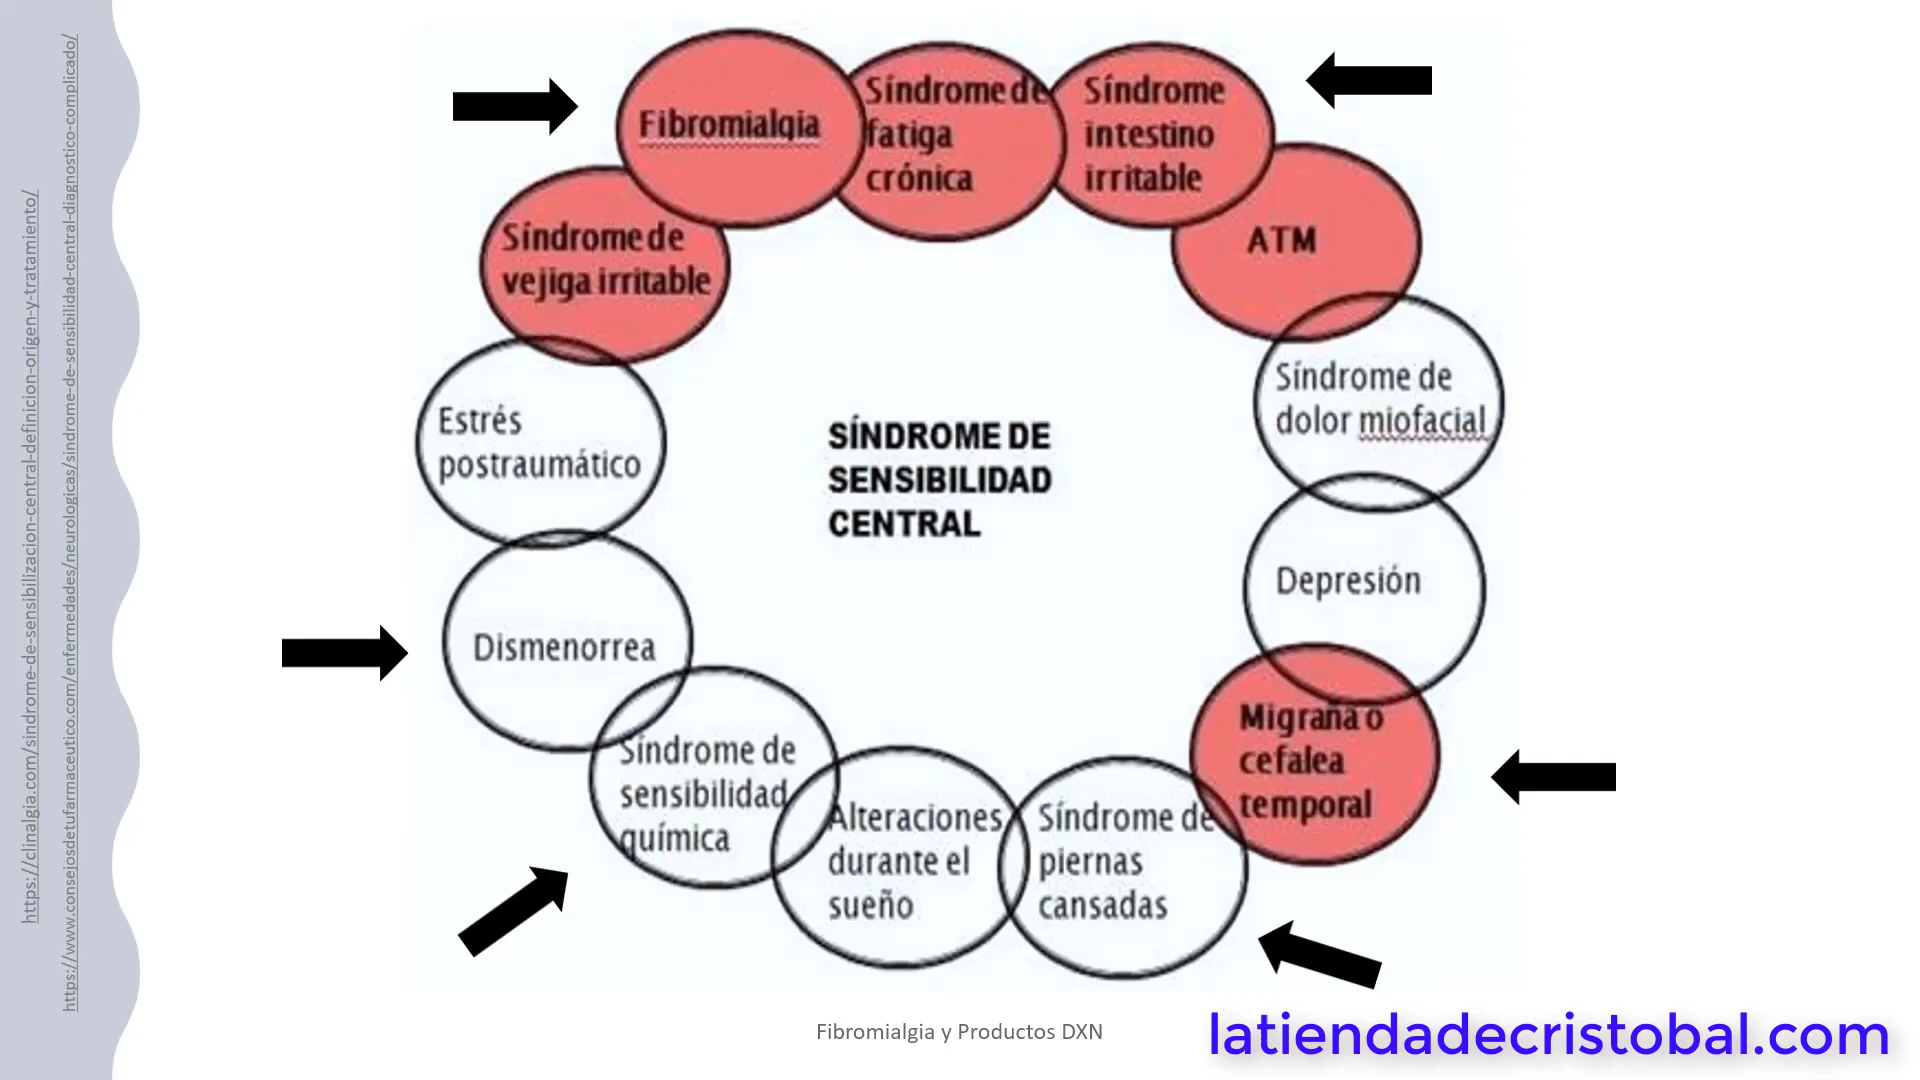 https://clinalgia.com/sindrome-de-sensibilizacion-central-definicion-origen-y-tratamiento/
https://www.consejosdetufarmaceutico.com/enfermedades/neurologicas/sindrome-de-sensibilidad-central-diagnostico-complicado/
Fibromialgia
Síndrome de
fatiga
crónica
Síndrome
intestino
irritable
ATM
Síndrome de
vejiga irritable
Síndrome de
dolor miofacial
Estrés
postraumático
SÍNDROME DE
SENSIBILIDAD
CENTRAL
Depresión
Dismenorrea
Migraña o
cefalea
temporal
Síndrome de
sensibilidad
química
Alteraciones
durante el
sueño
Síndrome de
piernas
cansadas
Fibromialgia y Productos DXN
latiendadecristobal.com